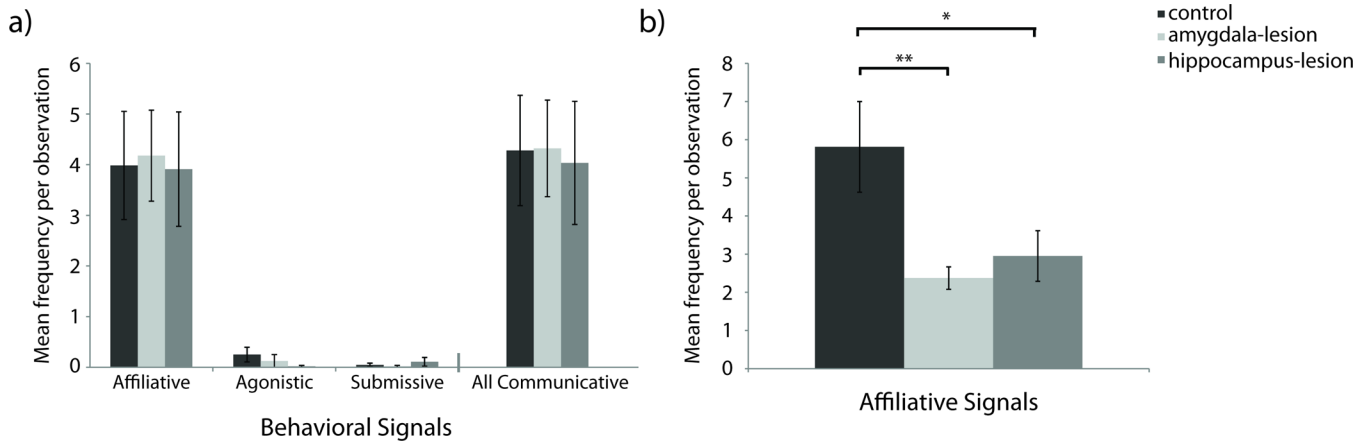 a)
Mean frequency per observation
6
5
4
3
2
1
0
Affiliative
Agonistic
Submissive
All Communicative
Behavioral Signals
b)
Mean frequency per observation
8
7
6
5
4
3
2
1
0
*
**
Affiliative Signals
control
amygdala-lesion
hippocampus-lesion